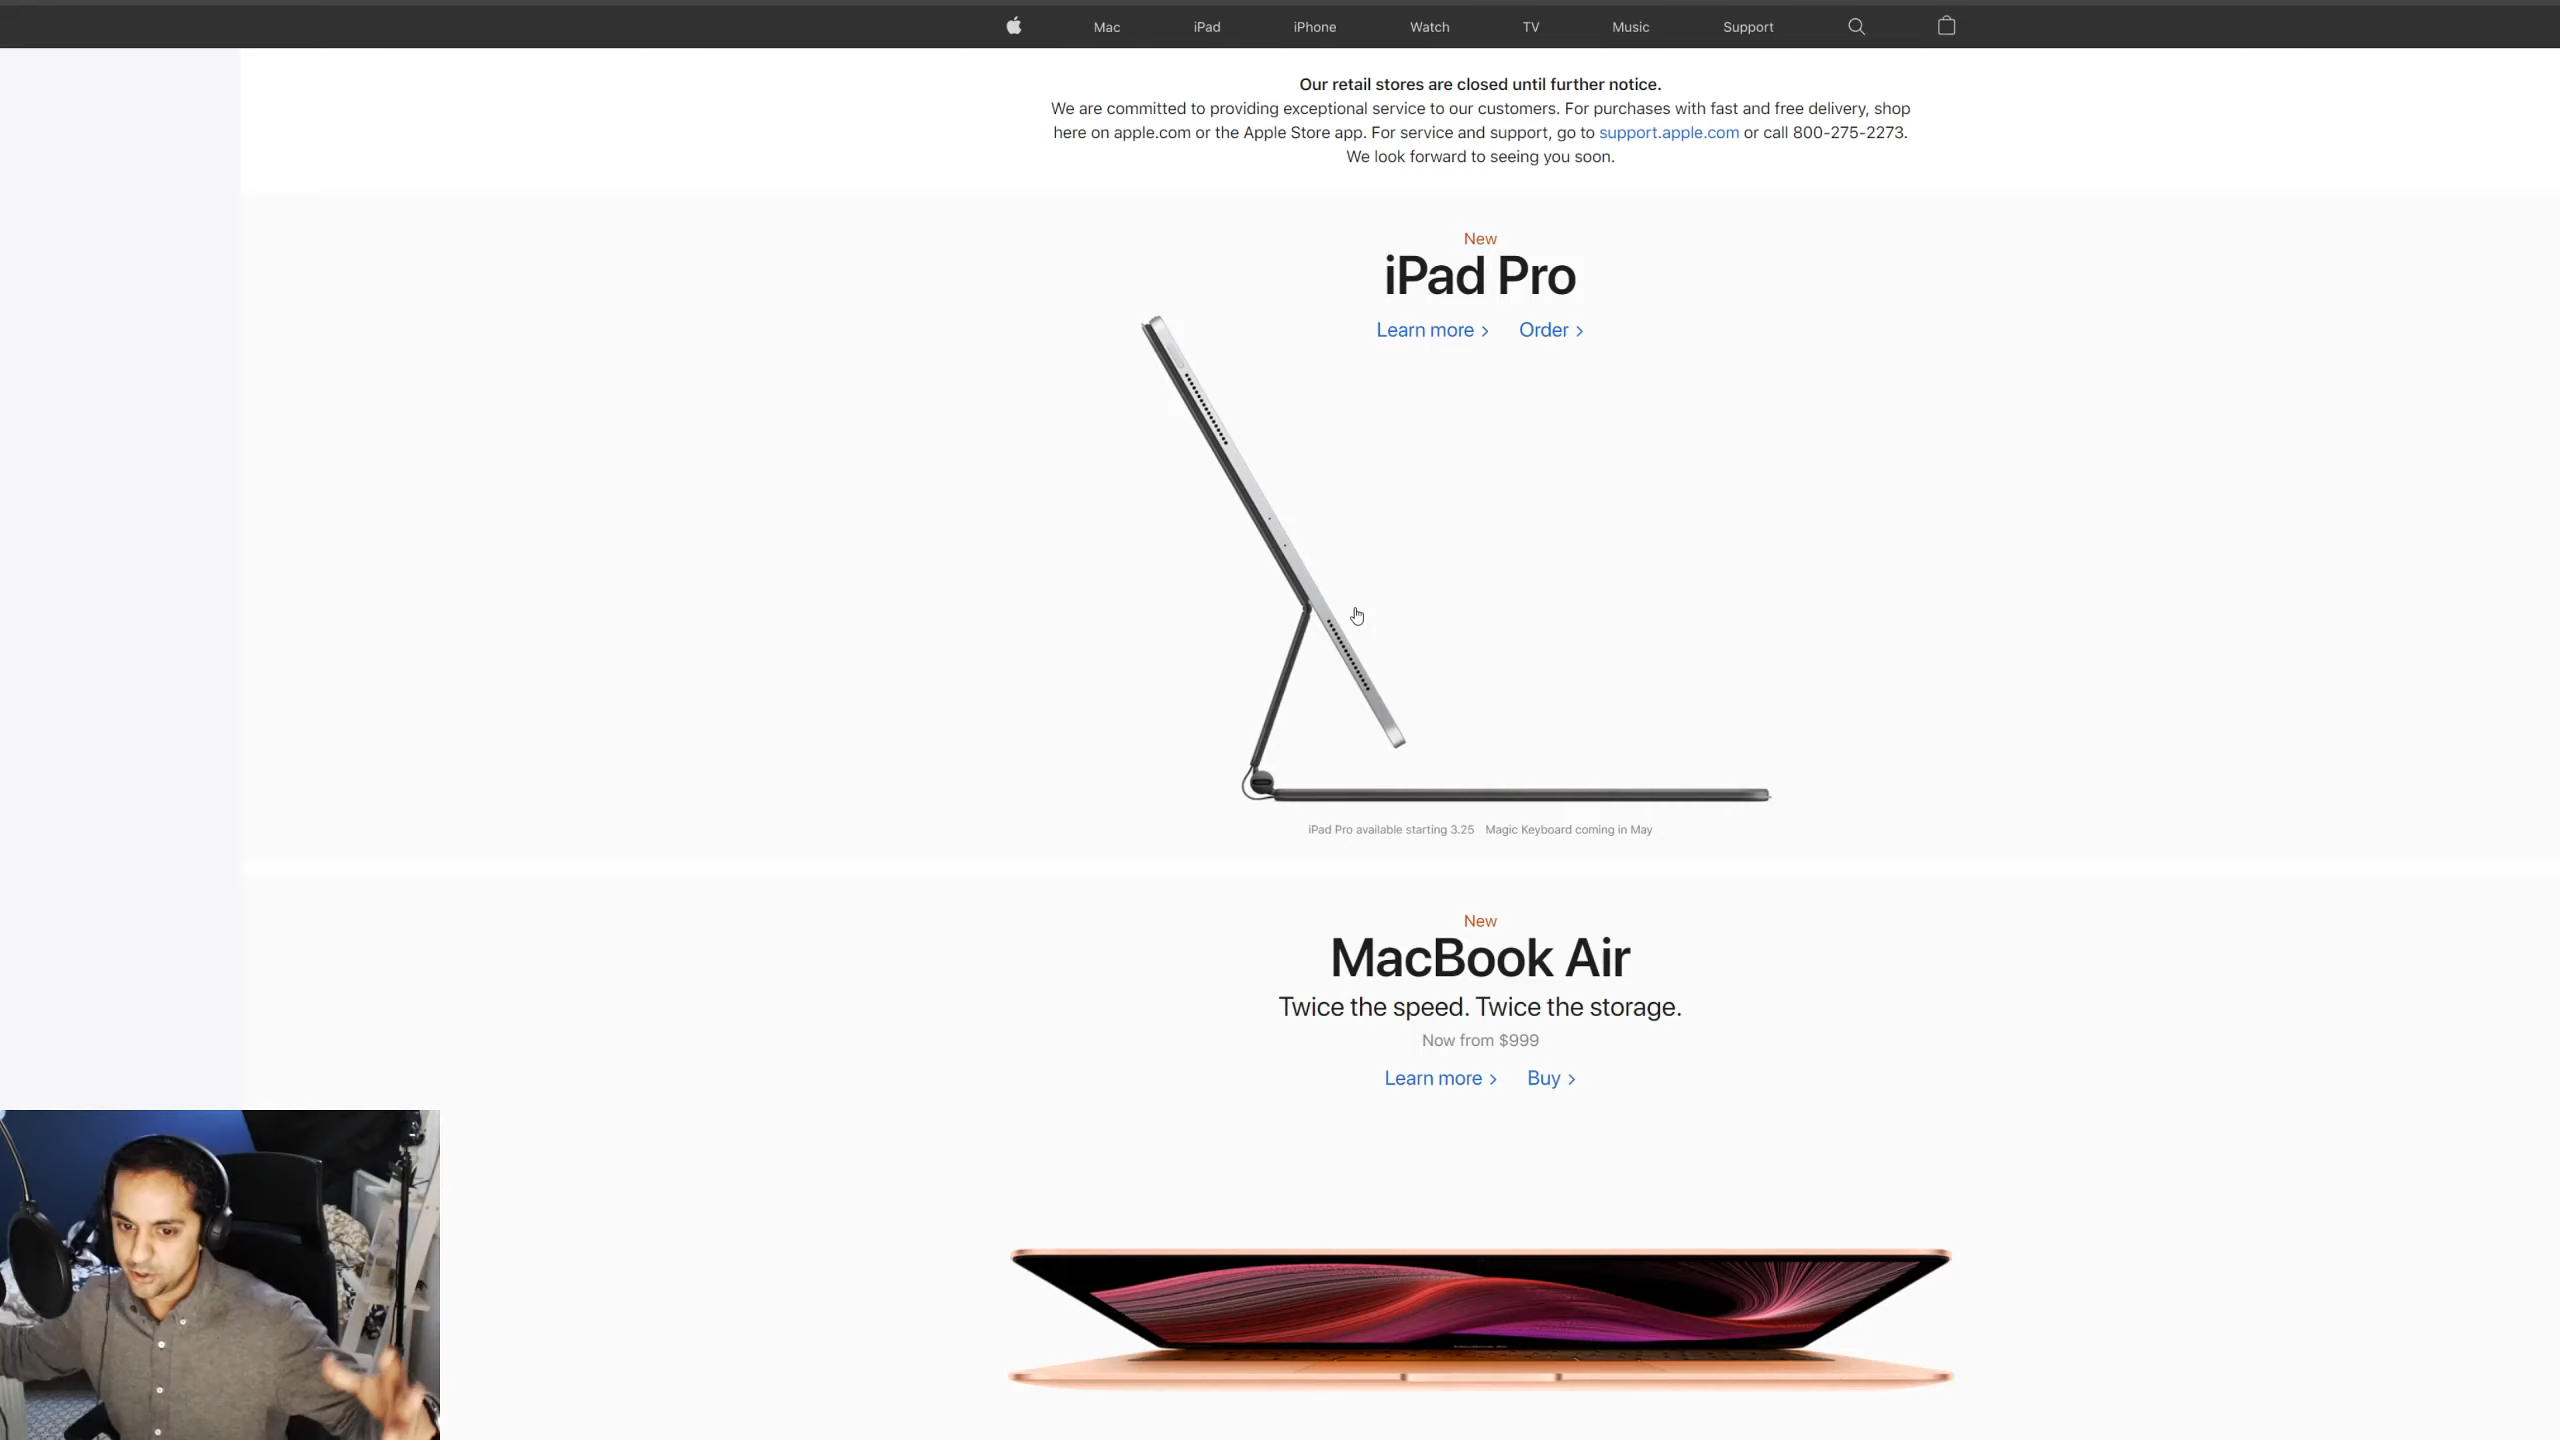 Mac iPad iPhone Watch TV Music Support
Our retail stores are closed until further notice.
We are committed to providing exceptional service to our customers. For purchases with fast and free delivery, shop
here on apple.com or the Apple Store app. For service and support, go to support.apple.com or call 800-275-2273.
We look forward to seeing you soon.
New
iPad Pro
Learn more > Order >
iPad Pro available starting 3.25 Magic Keyboard coming in May
New
MacBook Air
Twice the speed. Twice the storage.
Now from $999
Learn more > Buy >